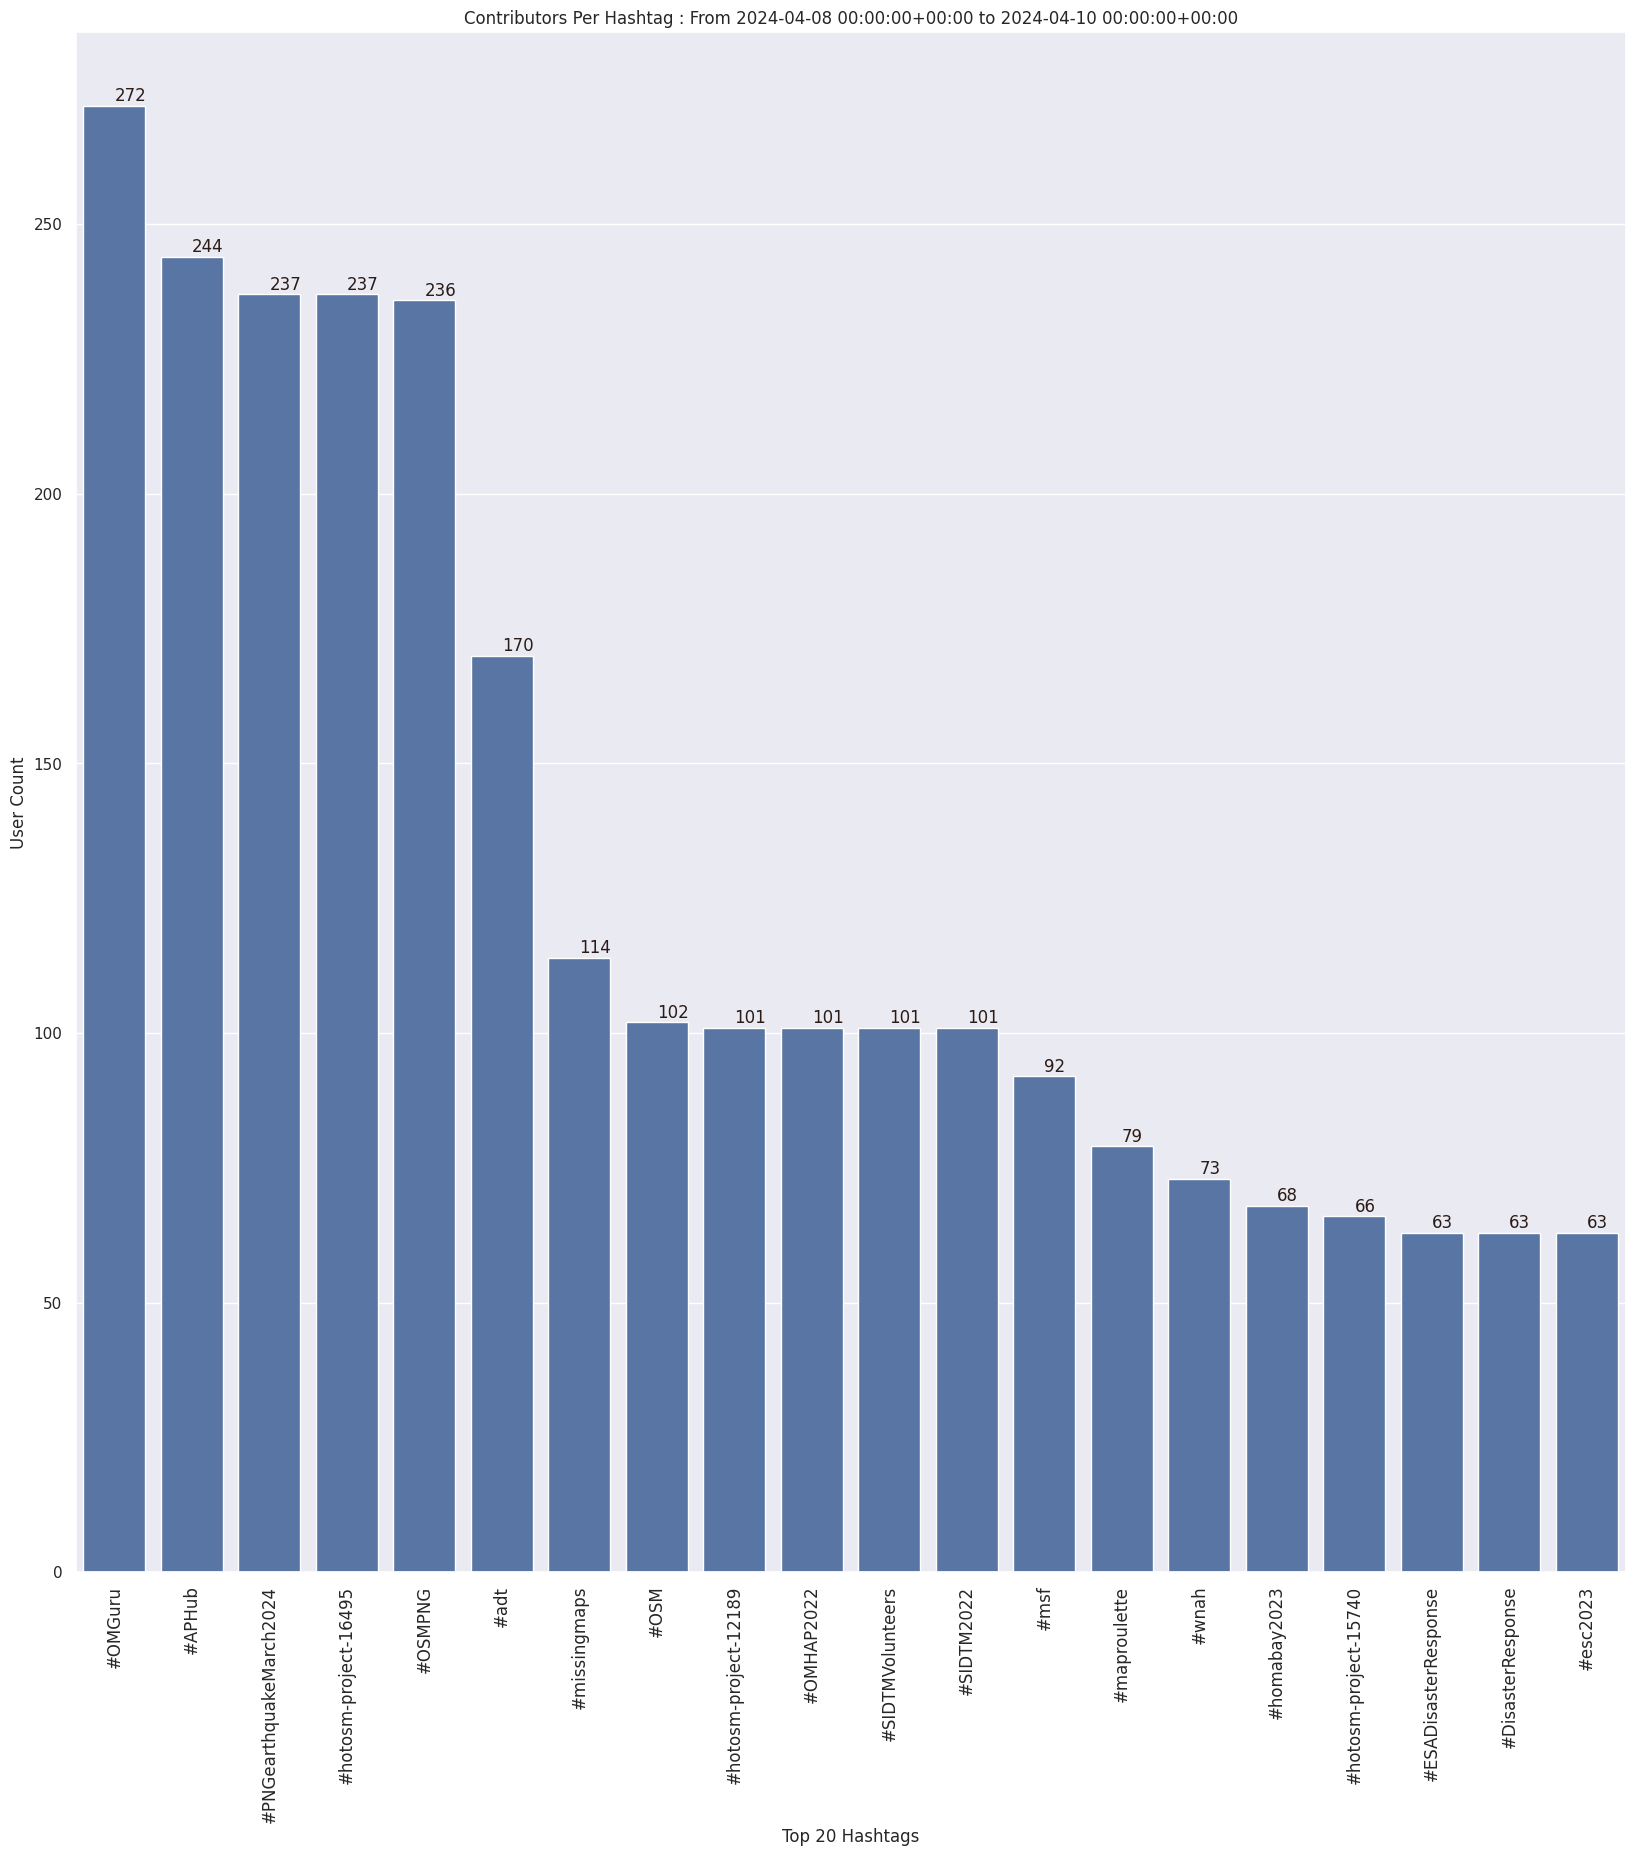 Contributors Per Hashtag : From 2024-04-08 00:00:00+00:00 to 2024-04-10 00:00:00+00:00
User Count
250
200
150
100
50
0
272
244
237
237
236
170
114
102
101
101
101
101
92
79
73
68
66
63
63
63
#OMGuru
#APHub
#PNGearthquakeMarch2024
#hotosm-project-16495
#OSMPNG
#adt
#missingmaps
#OSM
#hotosm-project-12189
#OMHAP2022
#SIDTMVolunteers
#SIDTM2022
#msf
#maproulette
#wnah
#homabay2023
#hotosm-project-15740
#ESADisasterResponse
#DisasterResponse
#esc2023
Top 20 Hashtags